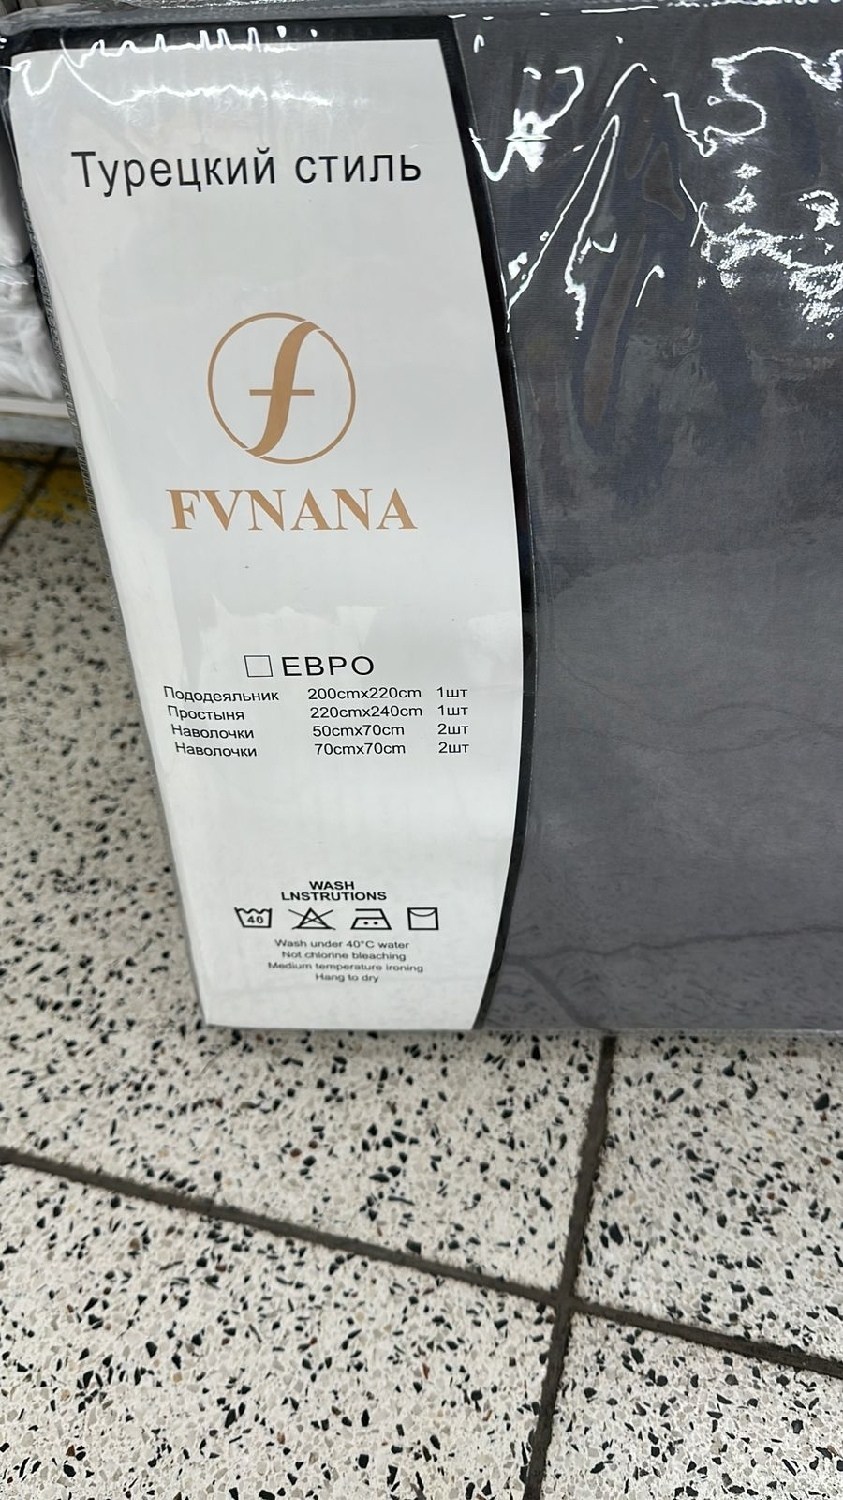 Турецкий стиль
f
FVNANA
ЕВРО
Пододеяльник 200cmx220cm 1шт
Простыня 220cmx240cm 1шт
Наволочки 50cmx70cm 2шт
Наволочки 70cmx70cm 2шт
WASH
LNSTRUTIONS
40
Wash under 40°C water
Not chlorine bleaching
Medium temperature ironing
Hang to dry